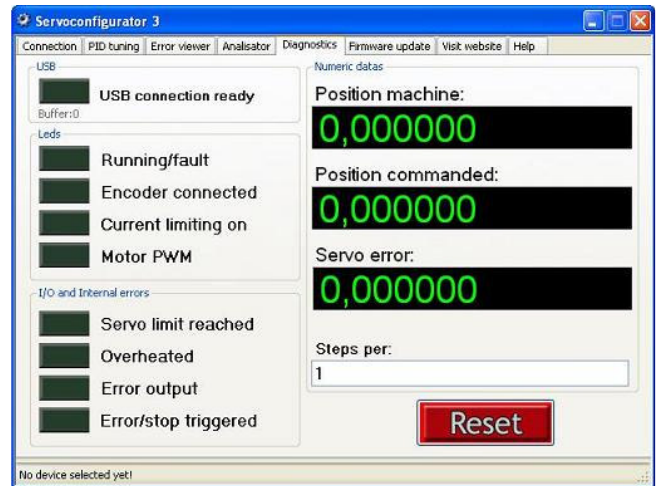 Servoconfigurator 3
Connection PID tuning Error viewer Analisator Diagnostics Firmware update Visit website Help
USB
USB connection ready
Buffer:0
Leds
Running/fault
Encoder connected
Current limiting on
Motor PWM
I/O and Internal errors
Servo limit reached
Overheated
Error output
Error/stop triggered
Numeric datas
Position machine:
0,000000
Position commanded:
0,000000
Servo error:
0,000000
Steps per:
1
Reset
No device selected yet!